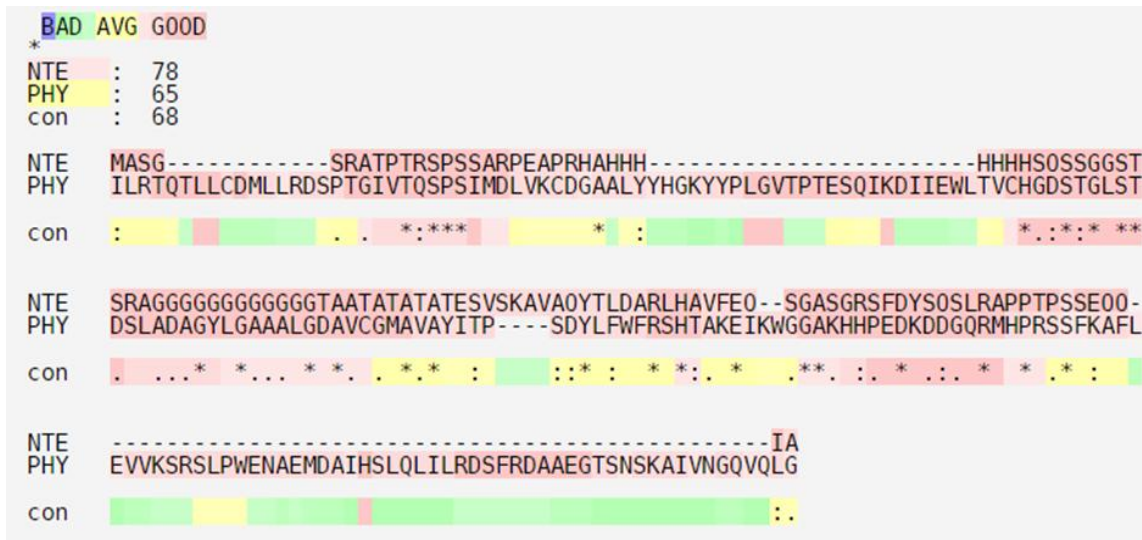 BAD AVG GOOD
*
NTE : 78
PHY : 65
con : 68
NTE MASG------------SRATPTRSPSSARPEAPRHAHHH------------------------HHHHSOSSGGST
PHY ILRTQTLLCDMLLRDSPTGIVTQSPSIMDLVKCDGAALYYHGKYYPLGVTPTESQIKDIIEWLTVCHGDSTGLST
con :               . .  *:***         *  :                           *.:*:* **
NTE SRAGGGGGGGGGGGGTAATATATATESVSKAVAOYTLDARLHAVFEO--SGASGRSFDYSOSLRAPPTPSSEOO-
PHY DSLADAGYLGAAALGDAVCGMAVAYITP----SDYLFWFRSHTAKEIKWGGAKHHPEDKDDGQRMHPRSSFKAFL
con .  ...*  *... * *. .*.*  :     ::* :  * *:. *   .**. :. * .:. *  * .* :
NTE ------------------------------------------------IA
PHY EVVKSRSLPWENAEMDAIHSLQLILRDSFRDAAEGTSNSKAIVNGQVQLG
con                                                 :.